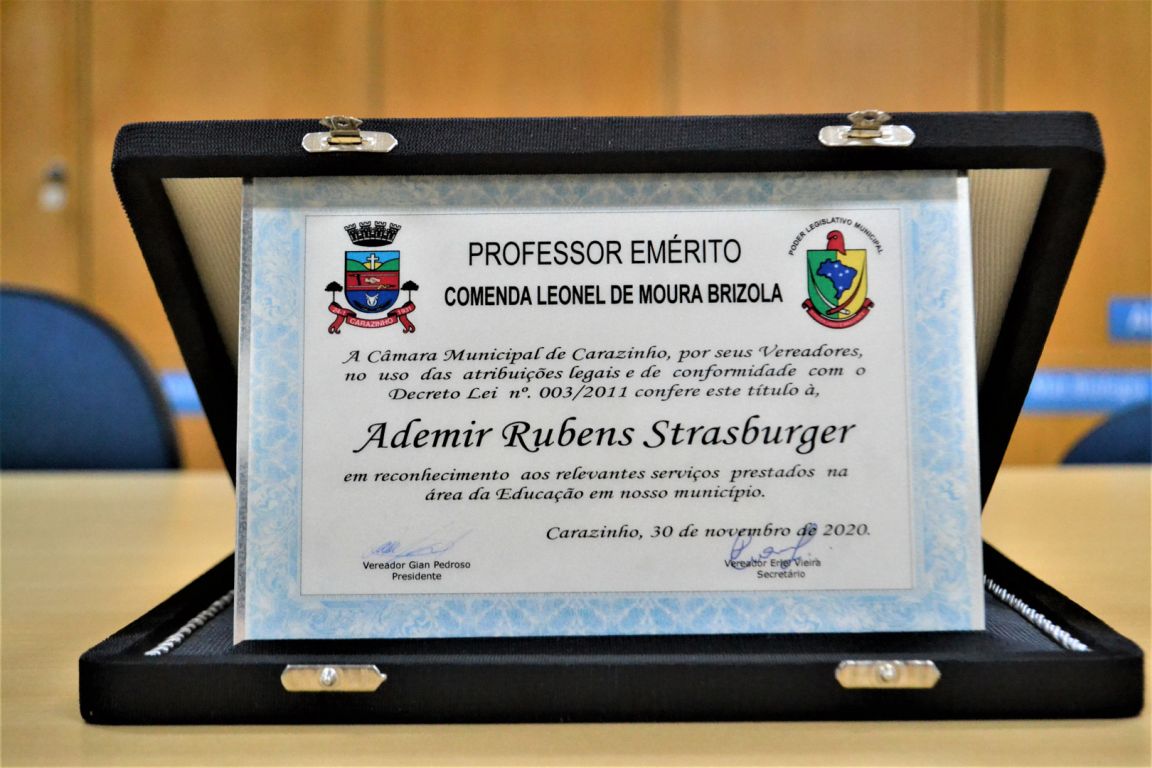 PROFESSOR EMÉRITO
COMENDA LEONEL DE MOURA BRIZOLA
24-1 CARAZINHO 1931
PODER LEGISLATIVO MUNICIPAL
A Câmara Municipal de Carazinho, por seus Vereadores,
no uso das atribuições legais e de conformidade com o
Decreto Lei nº. 003/2011 confere este título à,
Ademir Rubens Strasburger
em reconhecimento aos relevantes serviços prestados na
área da Educação em nosso município.
Carazinho, 30 de novembro de 2020.
Vereador Gian Pedroso
Presidente
Vereador Erlei Vieira
Secretário